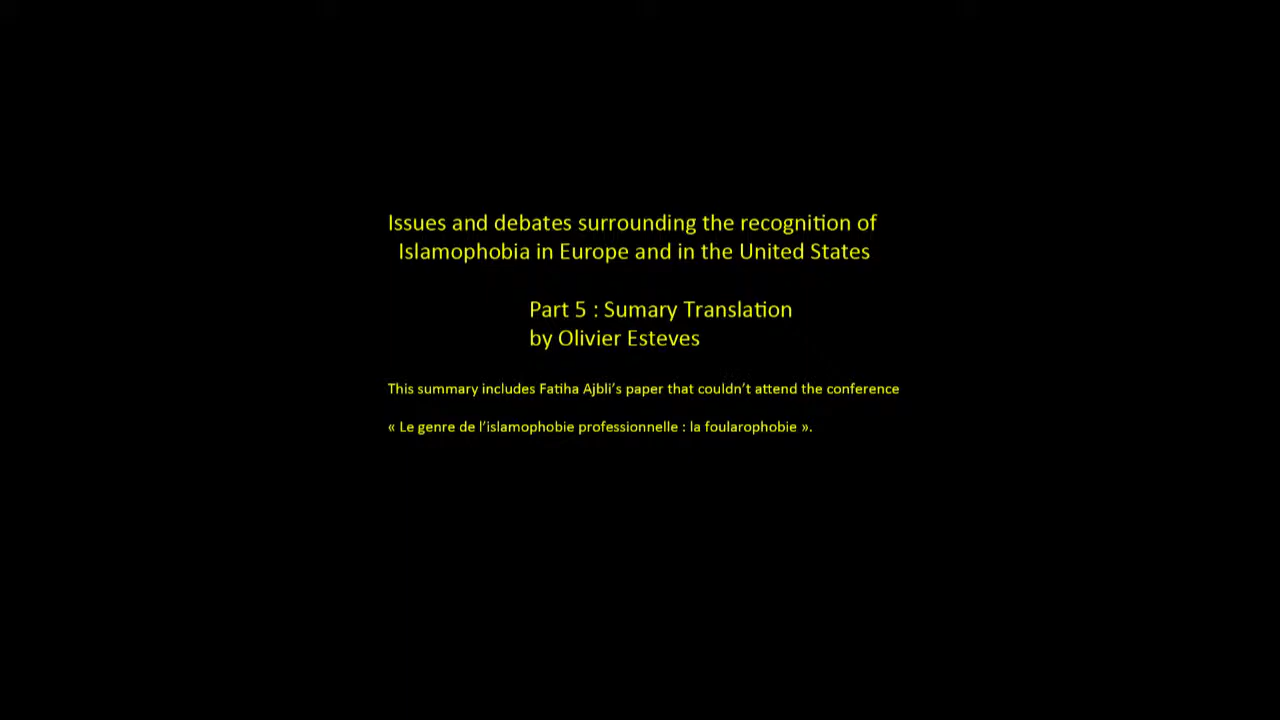 Issues and debates surrounding the recognition of
Islamophobia in Europe and in the United States
Part 5 : Sumary Translation
by Olivier Esteves
This summary includes Fatiha Ajbli’s paper that couldn’t attend the conference
« Le genre de l’islamophobie professionnelle : la foularophobie ».